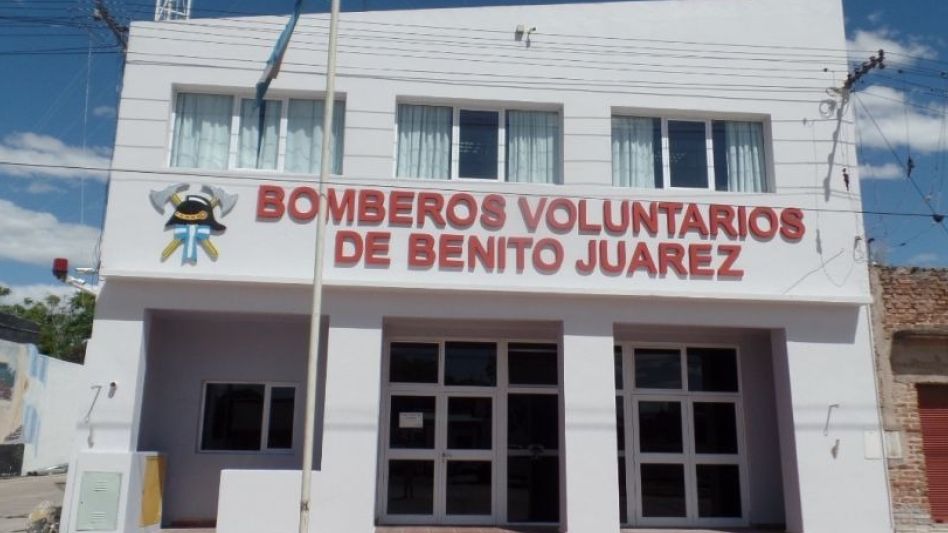 BOMBEROS VOLUNTARIOS
DE BENITO JUAREZ